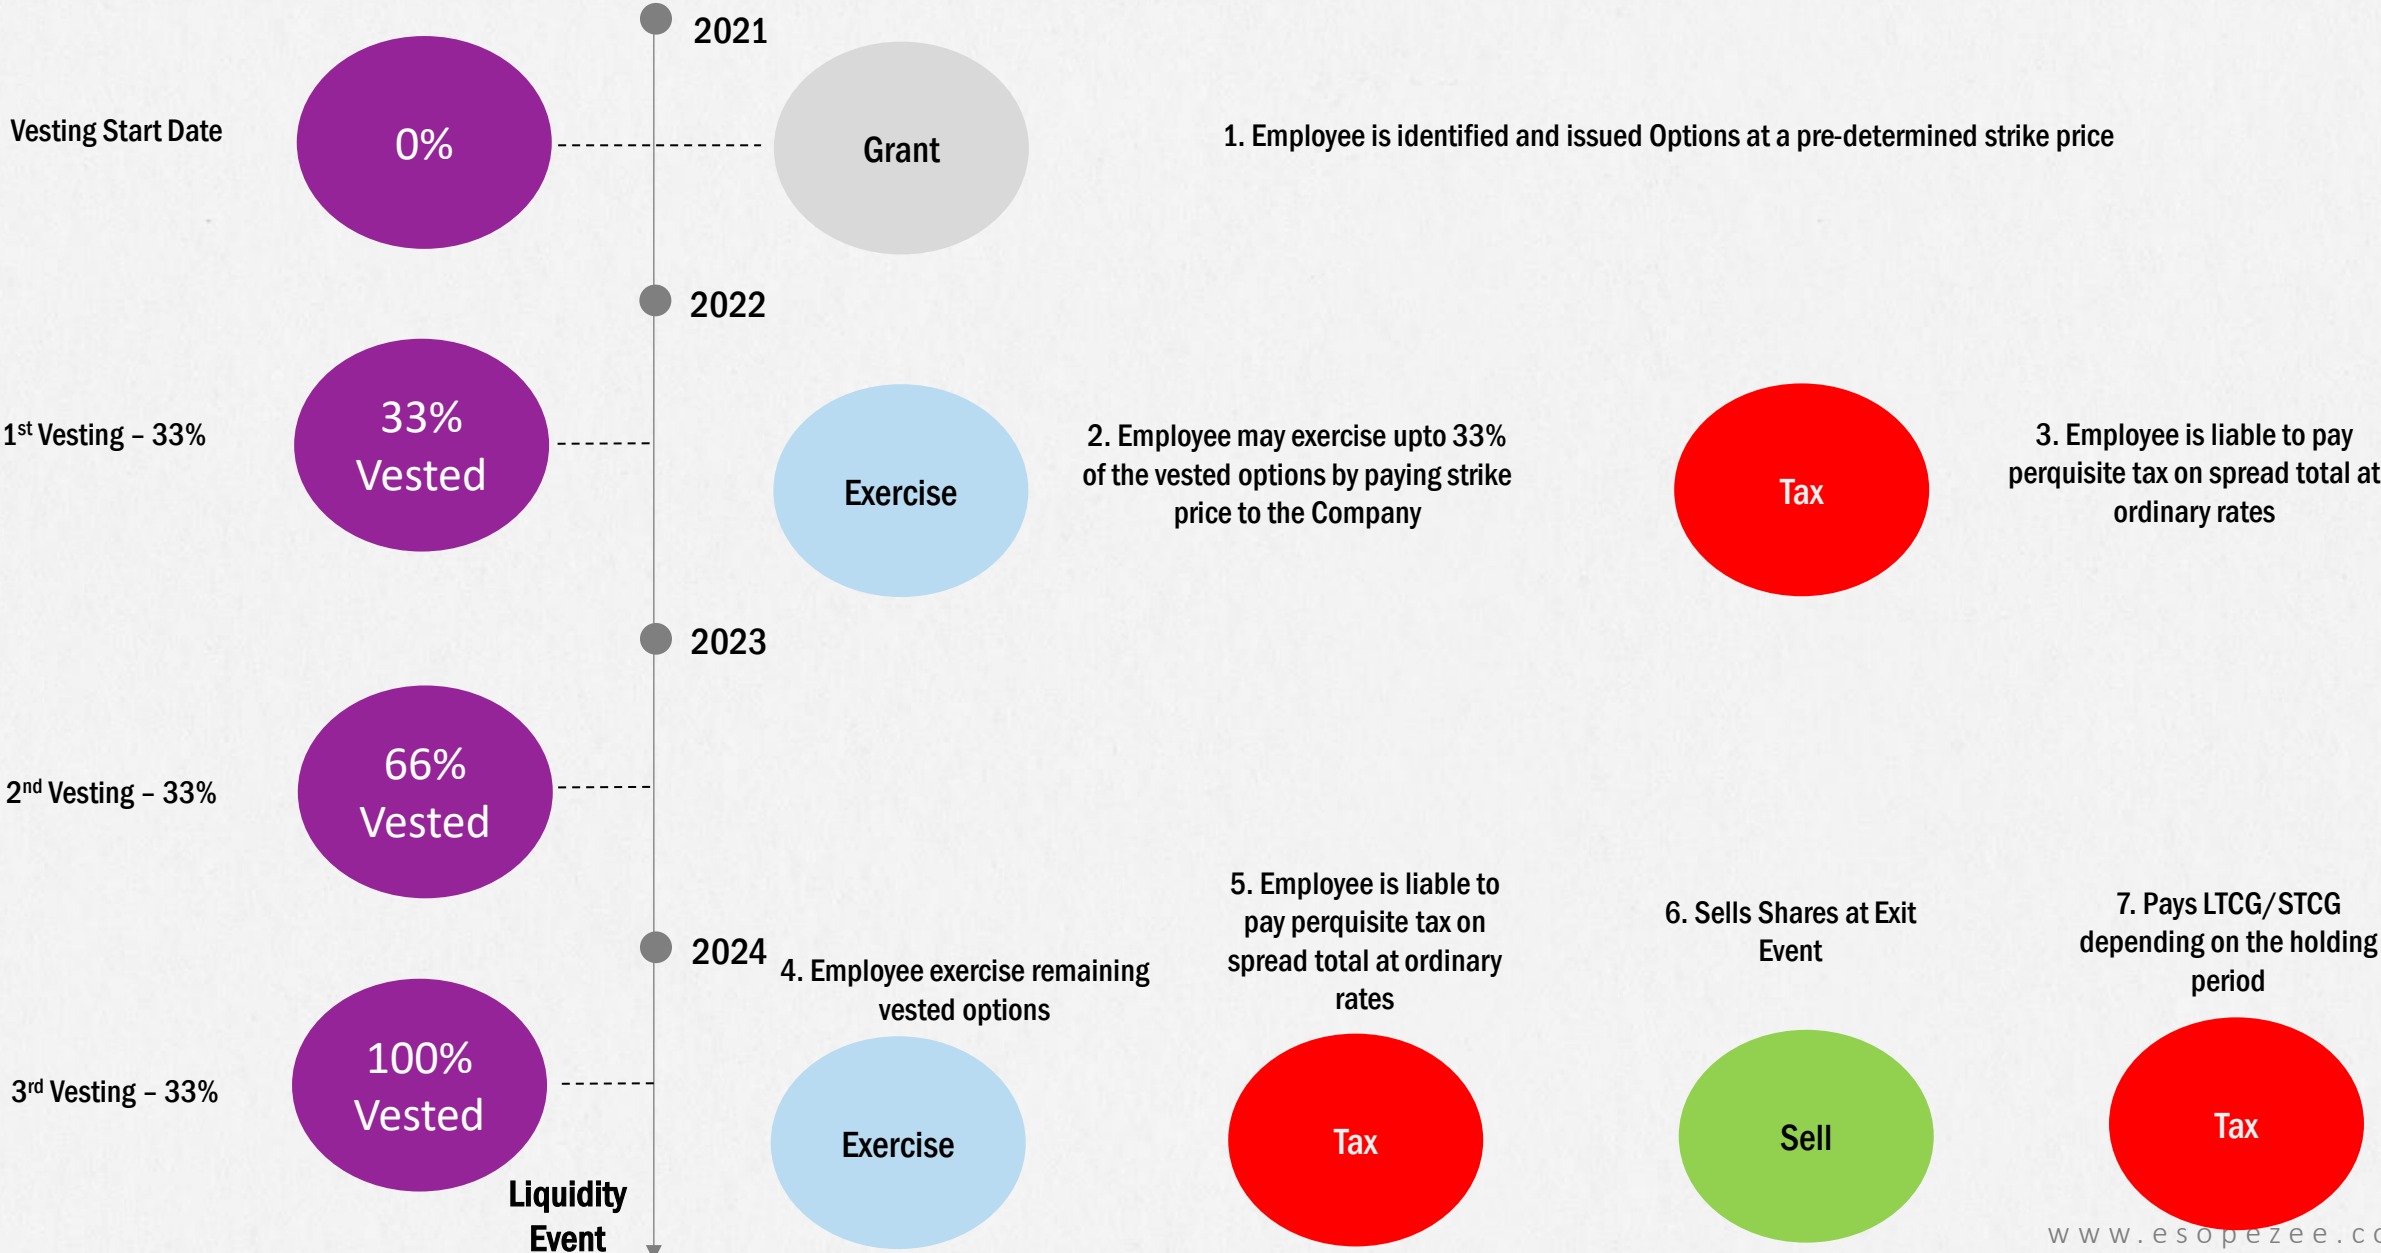 2021
Vesting Start Date
0%
Grant
1. Employee is identified and issued Options at a pre-determined strike price
2022
1st Vesting – 33%
33%
Vested
Exercise
2. Employee may exercise upto 33%
of the vested options by paying strike
price to the Company
Tax
3. Employee is liable to pay
perquisite tax on spread total at
ordinary rates
2023
2nd Vesting – 33%
66%
Vested
2024
3rd Vesting – 33%
100%
Vested
4. Employee exercise remaining
vested options
Exercise
5. Employee is liable to
pay perquisite tax on
spread total at ordinary
rates
Tax
6. Sells Shares at Exit
Event
Sell
7. Pays LTCG/STCG
depending on the holding
period
Tax
Liquidity
Event
www.esopezee.co